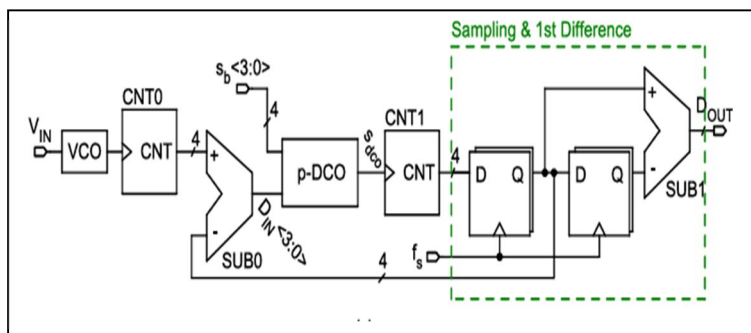 Sampling & 1st Difference
s_b<3:0>
CNT0
CNT1
V_IN
VCO
CNT
4
4
p-DCO
s_dco
CNT
4
D Q
D Q
D_OUT
SUB1
D_IN<3:0>
SUB0
f_s
4